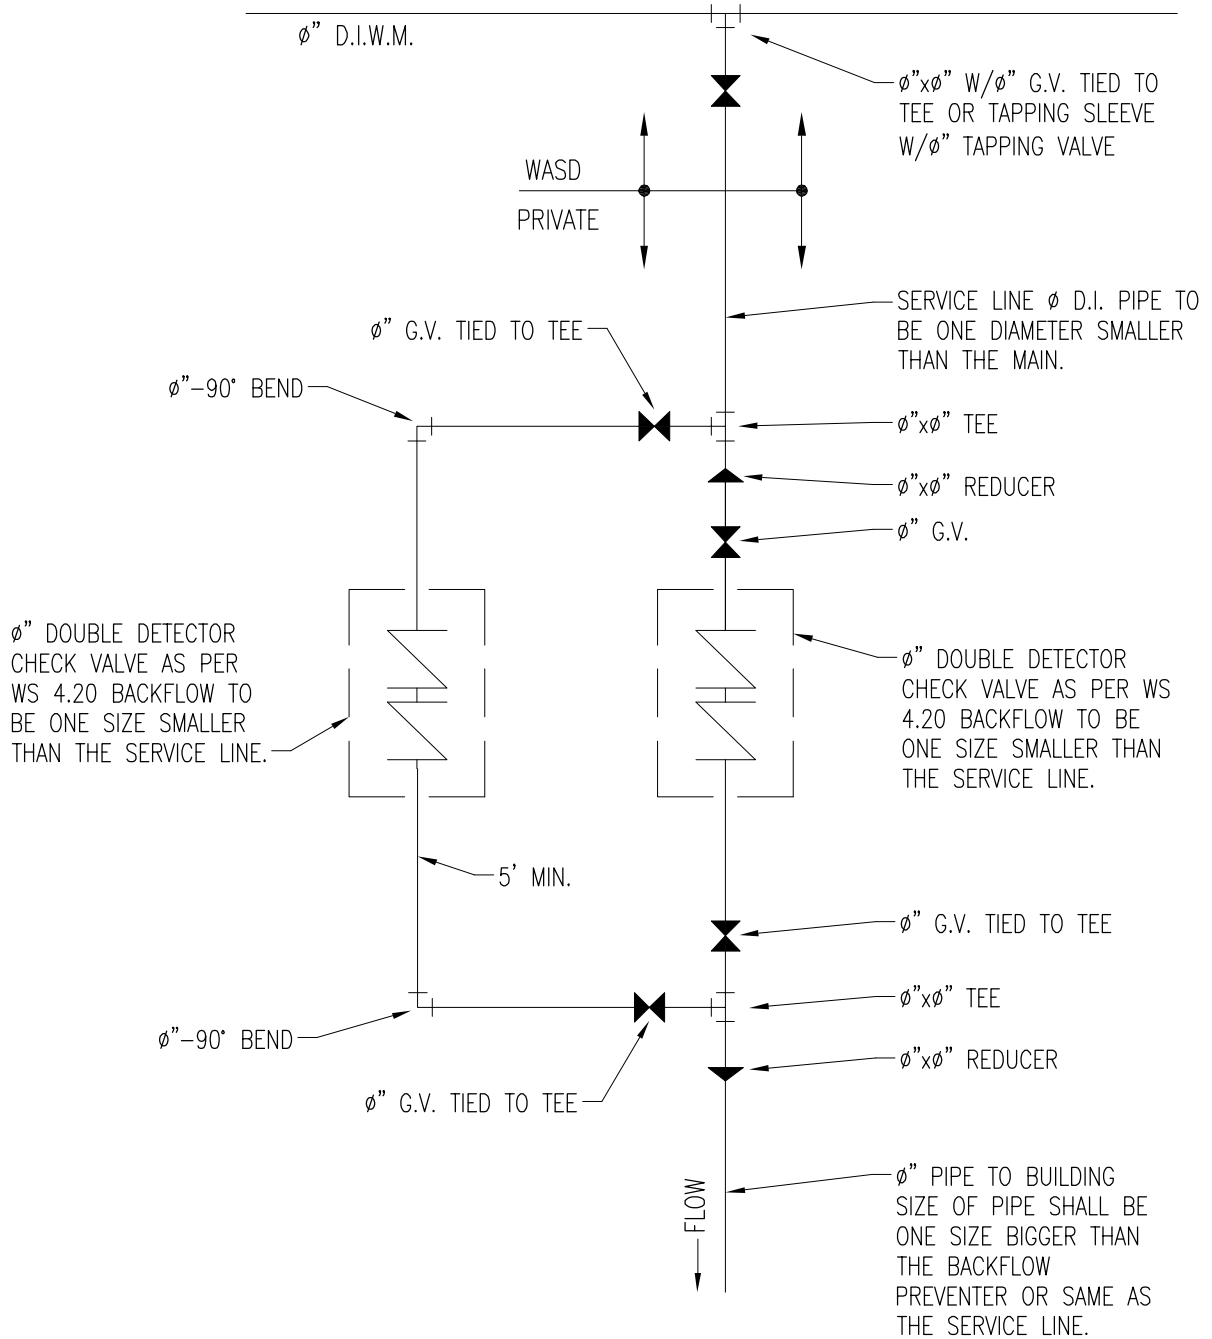 ø" D.I.W.M.
ø"xø" W/ø" G.V. TIED TO
TEE OR TAPPING SLEEVE
W/ø" TAPPING VALVE
WASD
PRIVATE
SERVICE LINE ø D.I. PIPE TO
BE ONE DIAMETER SMALLER
THAN THE MAIN.
ø" G.V. TIED TO TEE
ø"-90° BEND
ø"xø" TEE
ø"xø" REDUCER
ø" G.V.
ø" DOUBLE DETECTOR
CHECK VALVE AS PER
WS 4.20 BACKFLOW TO
BE ONE SIZE SMALLER
THAN THE SERVICE LINE.
ø" DOUBLE DETECTOR
CHECK VALVE AS PER WS
4.20 BACKFLOW TO BE
ONE SIZE SMALLER THAN
THE SERVICE LINE.
5' MIN.
ø" G.V. TIED TO TEE
ø"xø" TEE
ø"-90° BEND
ø"xø" REDUCER
ø" G.V. TIED TO TEE
FLOW
ø" PIPE TO BUILDING
SIZE OF PIPE SHALL BE
ONE SIZE BIGGER THAN
THE BACKFLOW
PREVENTER OR SAME AS
THE SERVICE LINE.